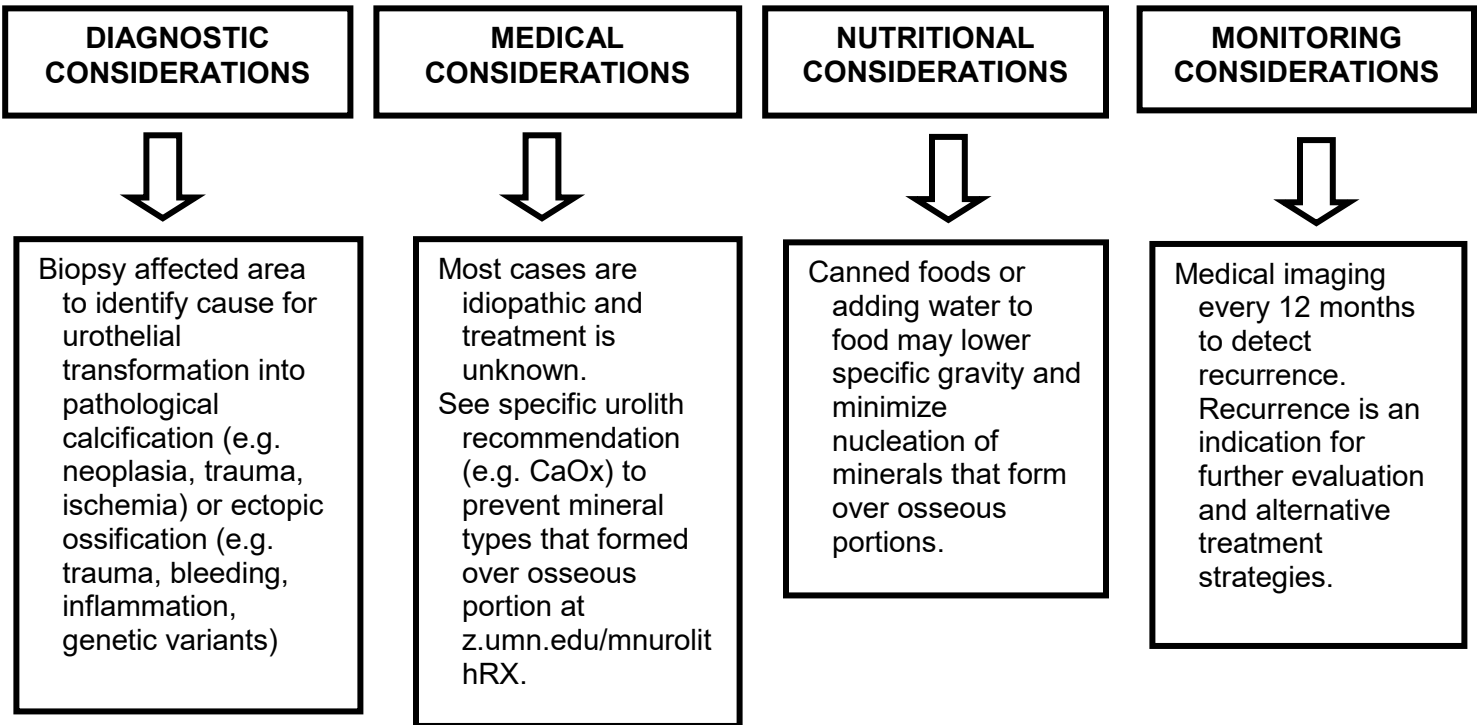 DIAGNOSTIC
CONSIDERATIONS
Biopsy affected area
to identify cause for
urothelial
transformation into
pathological
calcification (e.g.
neoplasia, trauma,
ischemia) or ectopic
ossification (e.g.
trauma, bleeding,
inflammation,
genetic variants)
MEDICAL
CONSIDERATIONS
Most cases are
idiopathic and
treatment is
unknown.
See specific urolith
recommendation
(e.g. CaOx) to
prevent mineral
types that formed
over osseous
portion at
z.umn.edu/mnurolit
hRX.
NUTRITIONAL
CONSIDERATIONS
Canned foods or
adding water to
food may lower
specific gravity and
minimize
nucleation of
minerals that form
over osseous
portions.
MONITORING
CONSIDERATIONS
Medical imaging
every 12 months
to detect
recurrence.
Recurrence is an
indication for
further evaluation
and alternative
treatment
strategies.